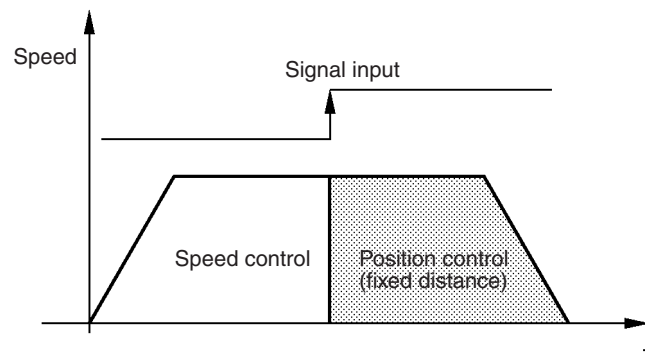 Speed
Signal input
Speed control
Position control
(fixed distance)